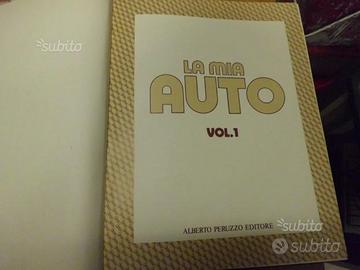 subito
LA MIA
AUTO
VOL.1
ALBERTO PERUZZO EDITORE
subito
subito